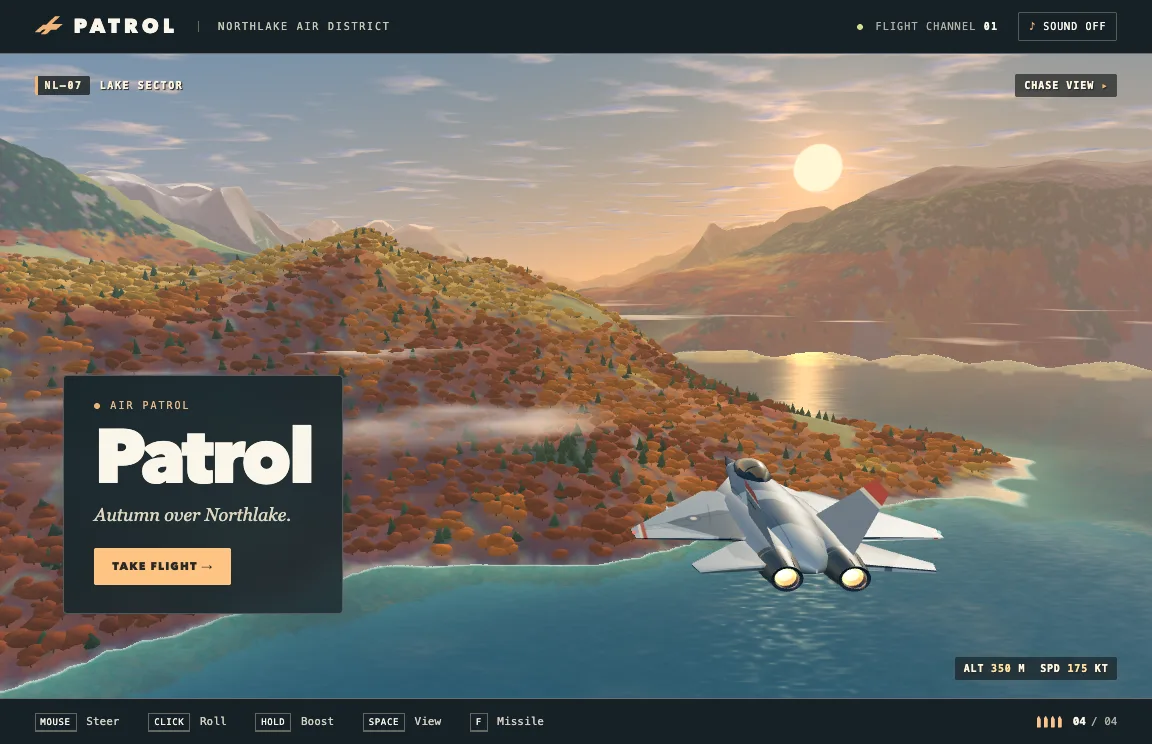 PATROL
NORTHLAKE AIR DISTRICT
FLIGHT CHANNEL 01
♪ SOUND OFF
NL–07 LAKE SECTOR
CHASE VIEW ▸
AIR PATROL
Patrol
Autumn over Northlake.
TAKE FLIGHT →
ALT 350 M SPD 175 KT
MOUSE Steer
CLICK Roll
HOLD Boost
SPACE View
F Missile
04 / 04